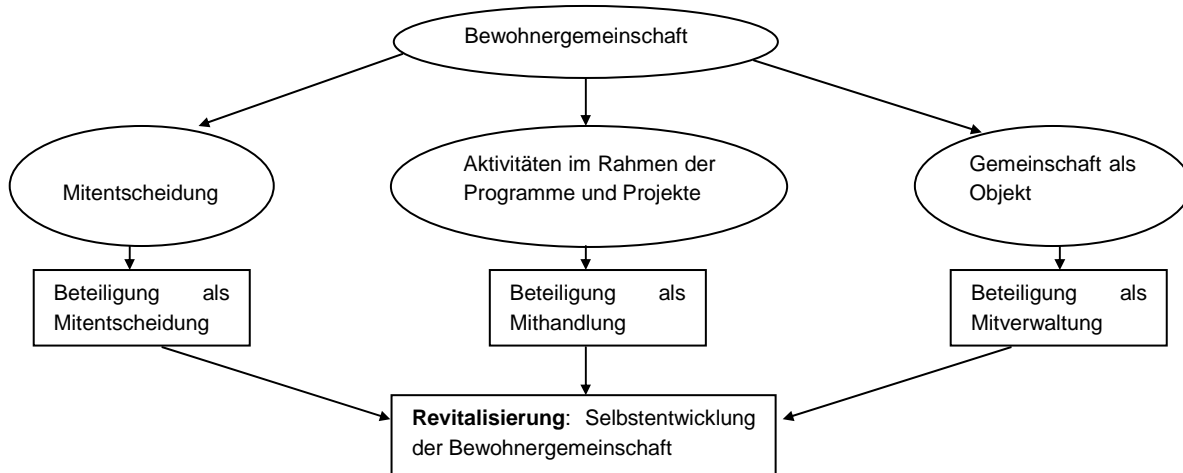 Bewohnergemeinschaft
Mitentscheidung
Aktivitäten im Rahmen der
Programme und Projekte
Gemeinschaft als
Objekt
Beteiligung als
Mitentscheidung
Beteiligung als
Mithandlung
Beteiligung als
Mitverwaltung
Revitalisierung: Selbstentwicklung
der Bewohnergemeinschaft